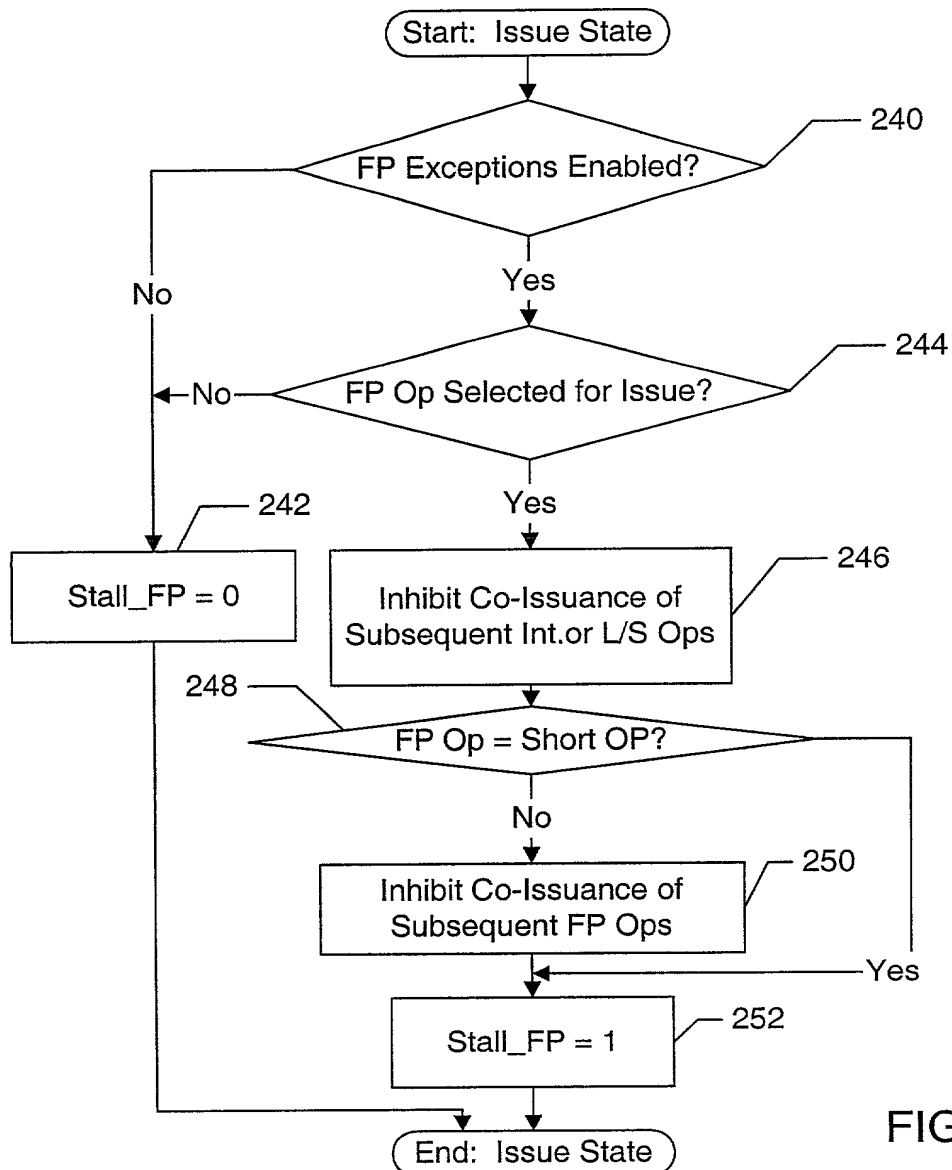 Start: Issue State
240
FP Exceptions Enabled?
Yes
No
244
FP Op Selected for Issue?
No
Yes
242
Stall_FP = 0
246
Inhibit Co-Issuance of
Subsequent Int.or L/S Ops
248
FP Op = Short OP?
No
250
Inhibit Co-Issuance of
Subsequent FP Ops
Yes
252
Stall_FP = 1
End: Issue State
FIG